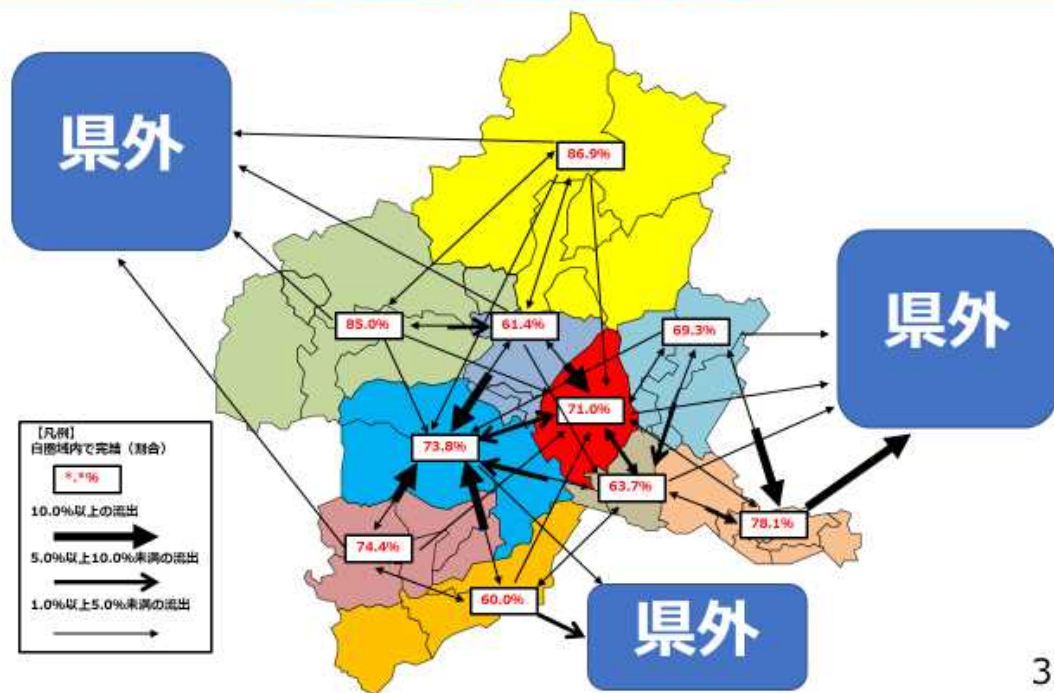 県外
86.9%
県外
85.0%
61.4%
69.3%
71.0%
73.8%
63.7%
78.1%
74.4%
60.0%
県外
【凡例】
自圏域内で完結（割合）
*.*%
10.0%以上の流出
5.0%以上10.0%未満の流出
1.0%以上5.0%未満の流出
3